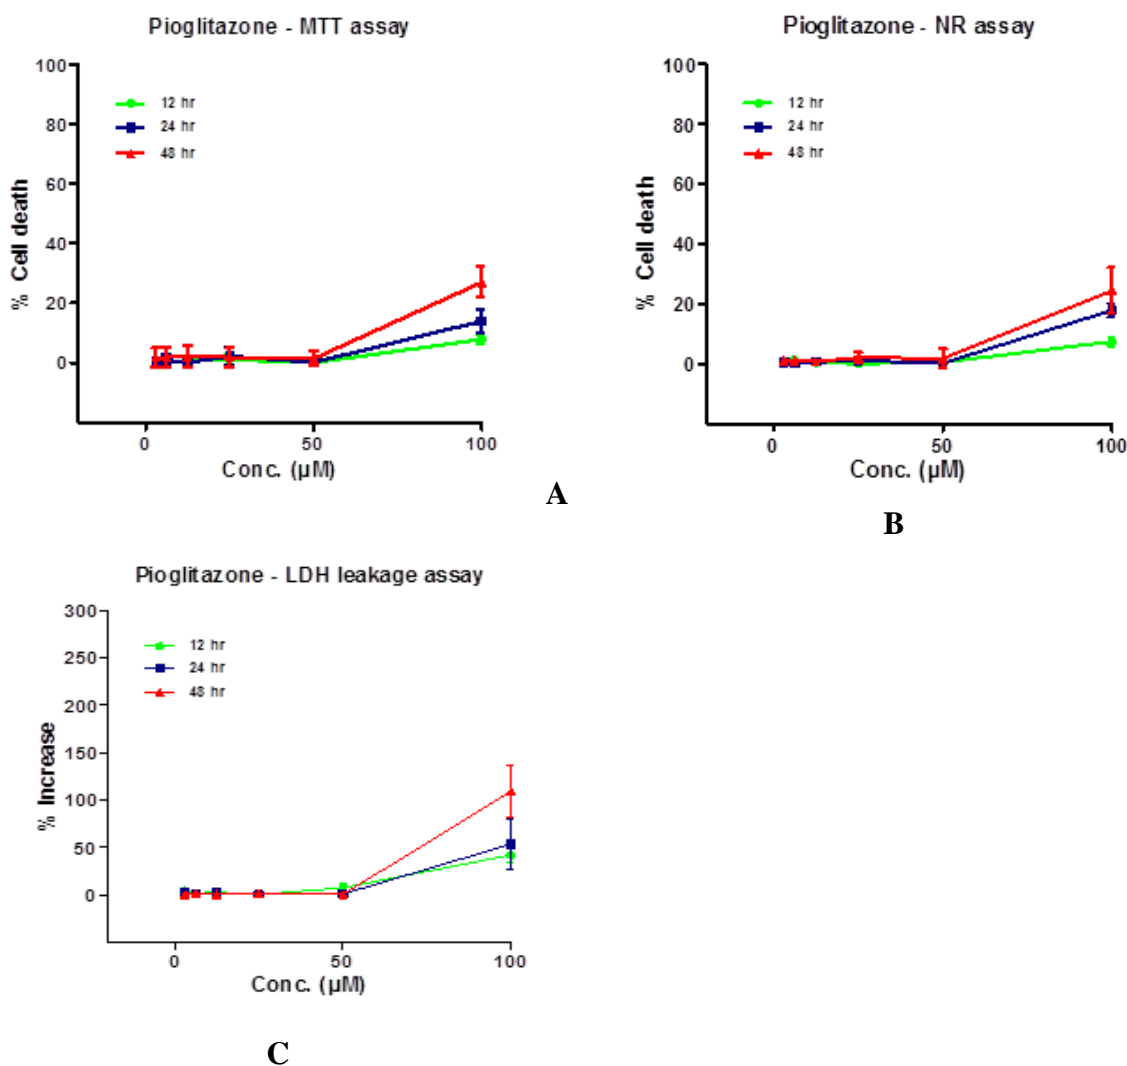 Pioglitazone - MTT assay
100
80
60
40
20
0
% Cell death
12 hr
24 hr
48 hr
0 50 100
Conc. (µM)
A
Pioglitazone - NR assay
100
80
60
40
20
0
% Cell death
12 hr
24 hr
48 hr
0 50 100
Conc. (µM)
B
Pioglitazone - LDH leakage assay
300
250
200
150
100
50
0
% Increase
12 hr
24 hr
48 hr
0 50 100
Conc. (µM)
C